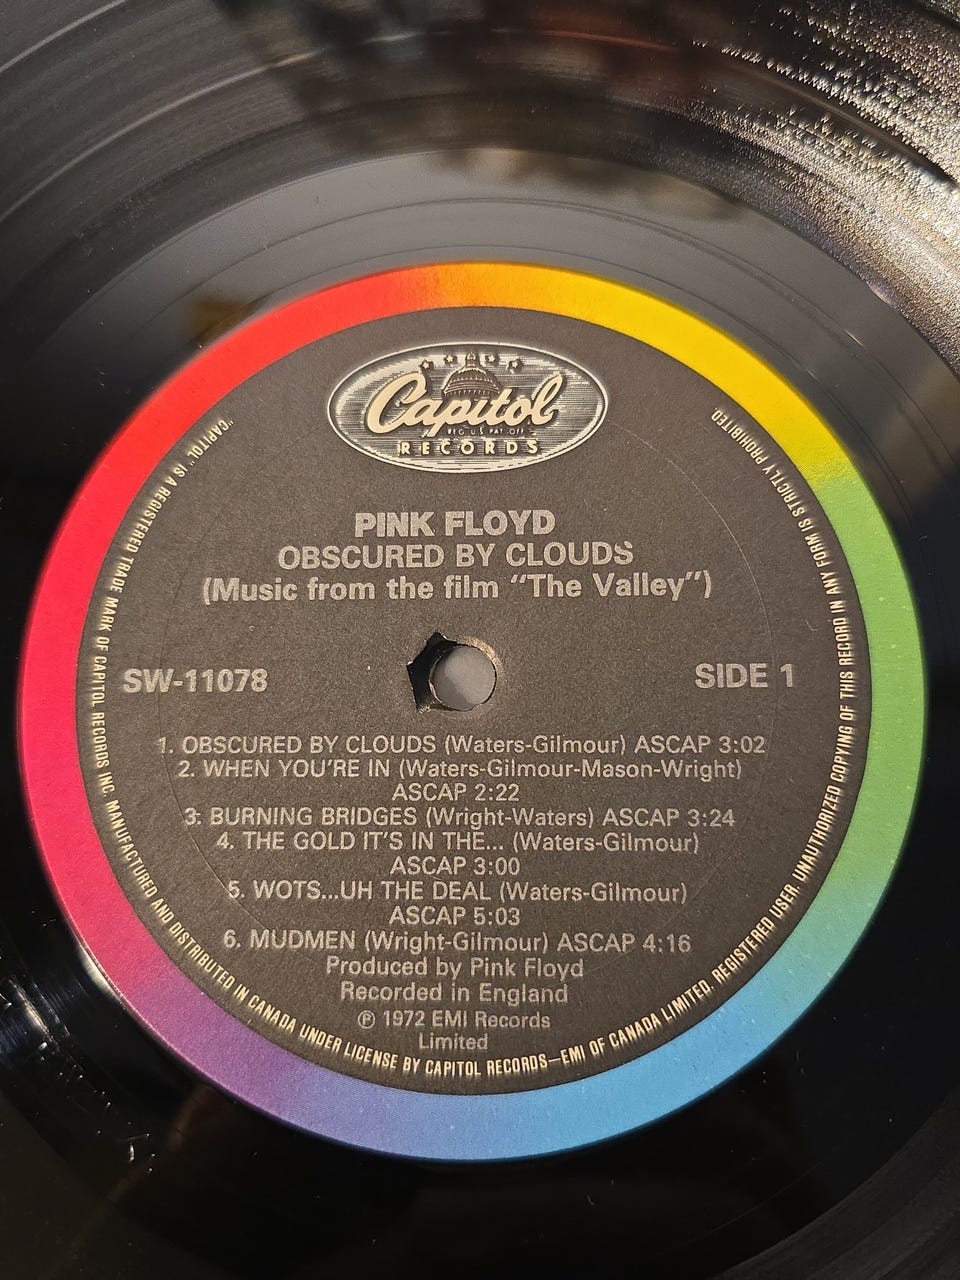 Capitol
REG. U.S. PAT. OFF.
RECORDS
PINK FLOYD
OBSCURED BY CLOUDS
(Music from the film "The Valley")
SW-11078
SIDE 1
1. OBSCURED BY CLOUDS (Waters-Gilmour) ASCAP 3:02
2. WHEN YOU'RE IN (Waters-Gilmour-Mason-Wright)
ASCAP 2:22
3. BURNING BRIDGES (Wright-Waters) ASCAP 3:24
4. THE GOLD IT'S IN THE... (Waters-Gilmour)
ASCAP 3:00
5. WOTS...UH THE DEAL (Waters-Gilmour)
ASCAP 5:03
6. MUDMEN (Wright-Gilmour) ASCAP 4:16
Produced by Pink Floyd
Recorded in England
℗ 1972 EMI Records
Limited
"CAPITOL" IS A REGISTERED TRADE MARK OF CAPITOL RECORDS INC. MANUFACTURED AND DISTRIBUTED IN CANADA UNDER LICENSE BY CAPITOL RECORDS—EMI OF CANADA LIMITED. REGISTERED USER. UNAUTHORIZED COPYING OF THIS RECORD IN ANY FORM IS STRICTLY PROHIBITED